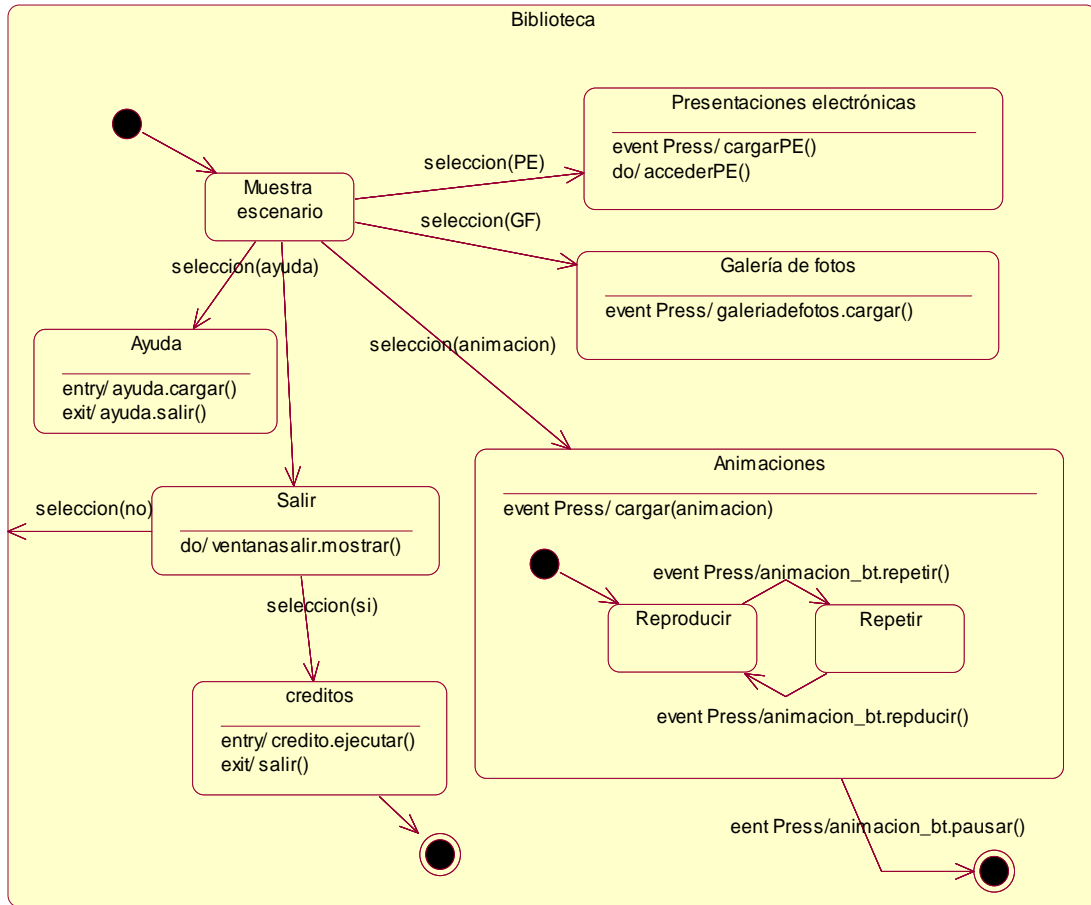 Biblioteca
Presentaciones electrónicas
event Press/ cargarPE()
do/ accederPE()
seleccion(PE)
Muestra
escenario
seleccion(GF)
Galería de fotos
event Press/ galeriadefotos.cargar()
seleccion(ayuda)
Ayuda
entry/ ayuda.cargar()
exit/ ayuda.salir()
seleccion(animacion)
Animaciones
event Press/ cargar(animacion)
Salir
do/ ventanasalir.mostrar()
seleccion(no)
event Press/animacion_bt.repetir()
Reproducir
Repetir
event Press/animacion_bt.repducir()
seleccion(si)
creditos
entry/ credito.ejecutar()
exit/ salir()
eent Press/animacion_bt.pausar()